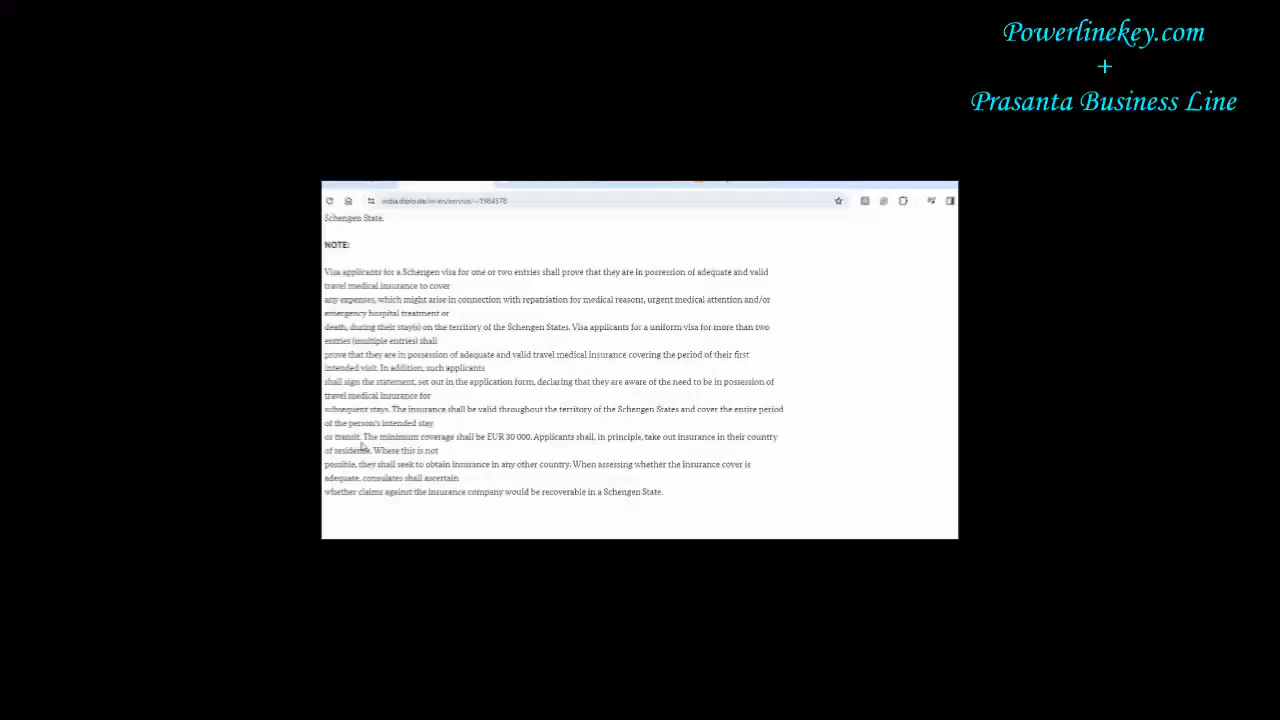 Powerlinekey.com
+
Prasanta Business Line
india.diplo.de/in-en/service/-/1984578
Schengen State.
NOTE:
Visa applicants for a Schengen visa for one or two entries shall prove that they are in possession of adequate and valid
travel medical insurance to cover
any expenses, which might arise in connection with repatriation for medical reasons, urgent medical attention and/or
emergency hospital treatment or
death, during their stay(s) on the territory of the Schengen States. Visa applicants for a uniform visa for more than two
entries (multiple entries) shall
prove that they are in possession of adequate and valid travel medical insurance covering the period of their first
intended visit. In addition, such applicants
shall sign the statement, set out in the application form, declaring that they are aware of the need to be in possession of
travel medical insurance for
subsequent stays. The insurance shall be valid throughout the territory of the Schengen States and cover the entire period
of the person's intended stay
or transit. The minimum coverage shall be EUR 30 000. Applicants shall, in principle, take out insurance in their country
of residence. Where this is not
possible, they shall seek to obtain insurance in any other country. When assessing whether the insurance cover is
adequate, consulates shall ascertain
whether claims against the insurance company would be recoverable in a Schengen State.